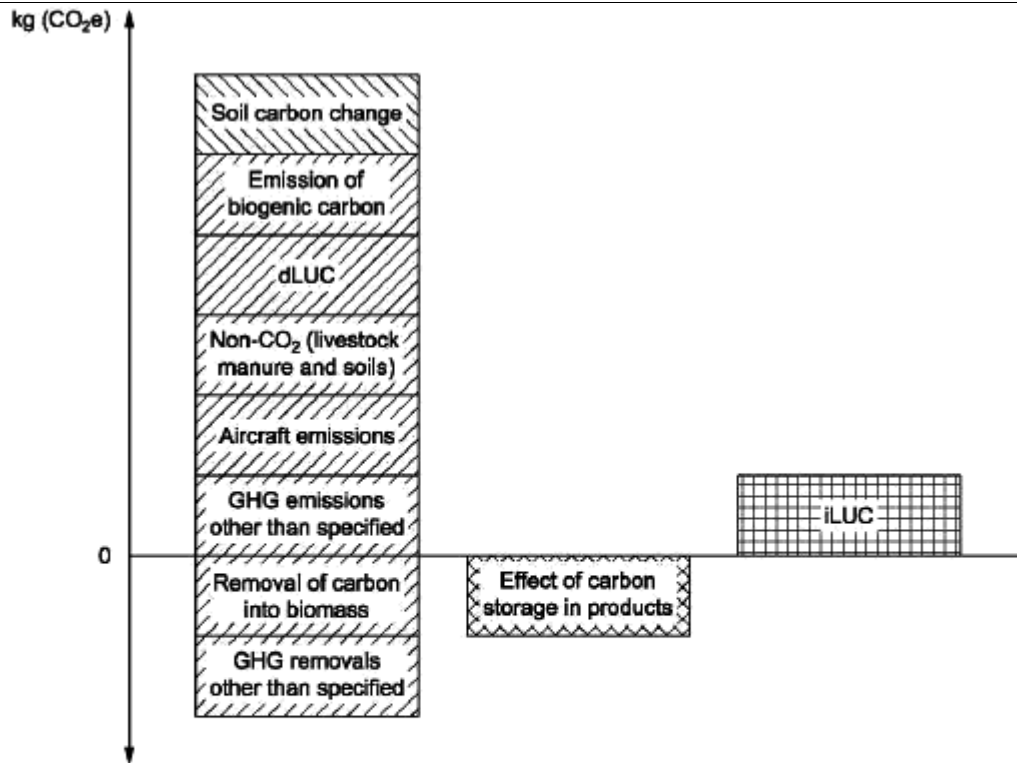 kg (CO₂e)
Soil carbon change
Emission of
biogenic carbon
dLUC
Non-CO₂ (livestock
manure and soils)
Aircraft emissions
GHG emissions
other than specified
iLUC
0
Removal of carbon
into biomass
Effect of carbon
storage in products
GHG removals
other than specified